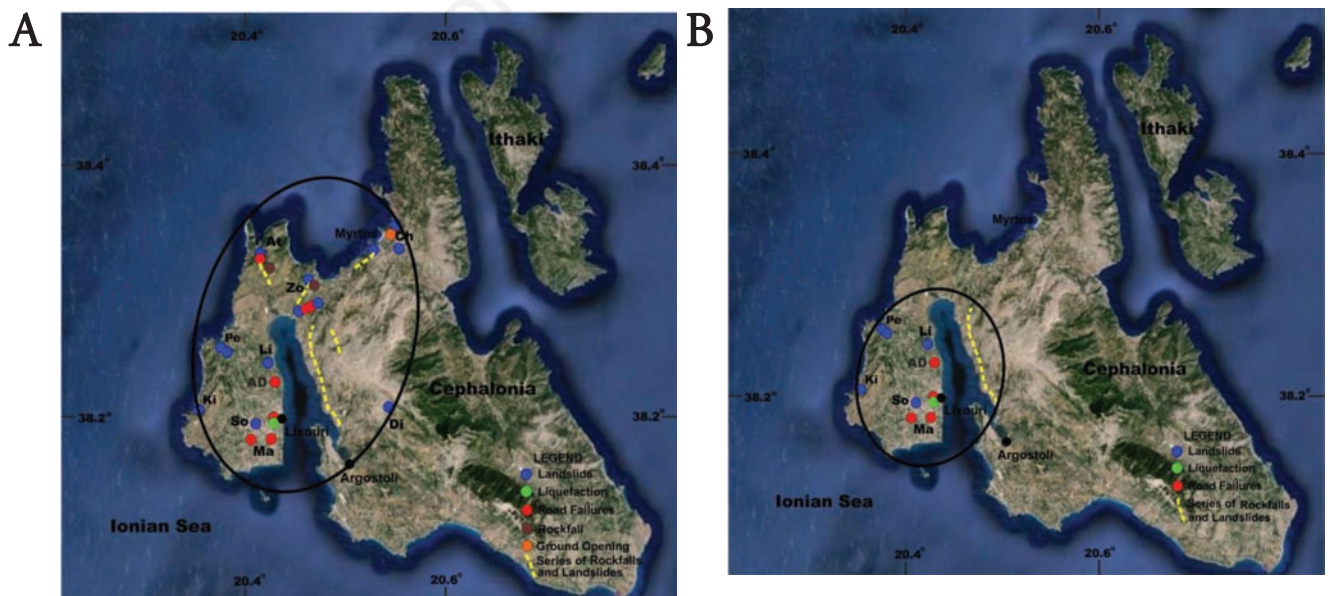 A
20.4°
20.6°
Ithaki
38.4°
Myrtos
Ch
At
Zo
Pe
Li
AD
Cephalonia
Ki
38.2°
So
Lixouri
Di
Ma
Argostoli
LEGEND
Landslide
Liquefaction
Road Failures
Rockfall
Ground Opening
Series of Rockfalls
and Landslides
Ionian Sea
20.4°
20.6°
B
20.4°
20.6°
Ithaki
38.4°
Myrtos
Pe
Li
AD
Cephalonia
Ki
38.2°
So
Lixouri
Ma
Argostoli
LEGEND
Landslide
Liquefaction
Road Failures
Series of Rockfalls
and Landslides
Ionian Sea
20.4°
20.6°